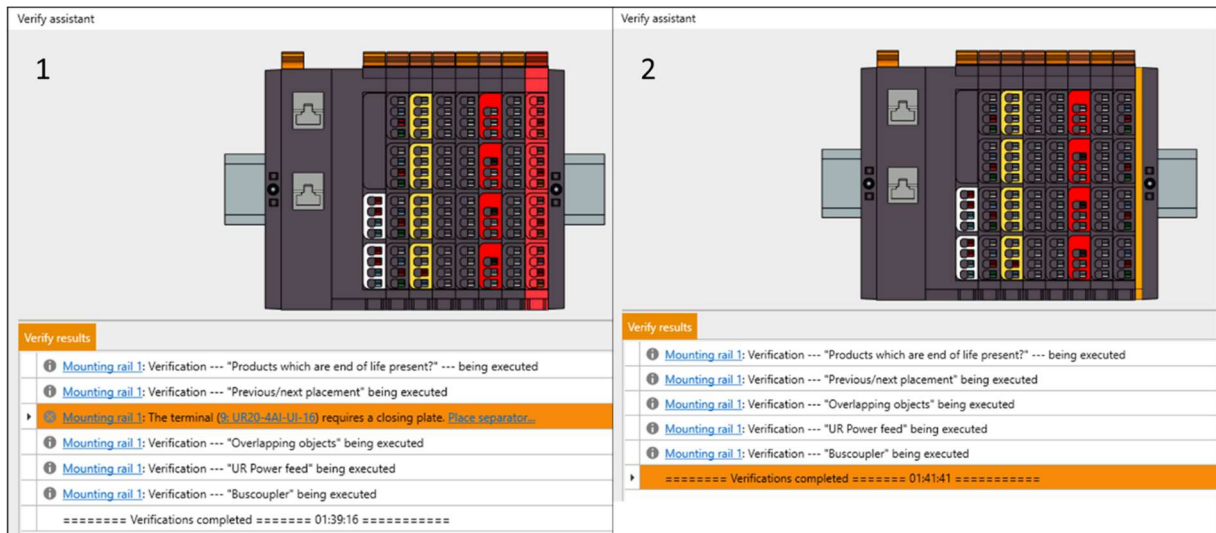 Verify assistant
1
Verify results
Mounting rail 1: Verification --- "Products which are end of life present?" --- being executed
Mounting rail 1: Verification --- "Previous/next placement" being executed
Mounting rail 1: The terminal (9: UR20-4AI-UI-16) requires a closing plate. Place separator...
Mounting rail 1: Verification --- "Overlapping objects" being executed
Mounting rail 1: Verification --- "UR Power feed" being executed
Mounting rail 1: Verification --- "Buscoupler" being executed
======== Verifications completed ======= 01:39:16 ===========
Verify assistant
2
Verify results
Mounting rail 1: Verification --- "Products which are end of life present?" --- being executed
Mounting rail 1: Verification --- "Previous/next placement" being executed
Mounting rail 1: Verification --- "Overlapping objects" being executed
Mounting rail 1: Verification --- "UR Power feed" being executed
Mounting rail 1: Verification --- "Buscoupler" being executed
======== Verifications completed ======= 01:41:41 ===========